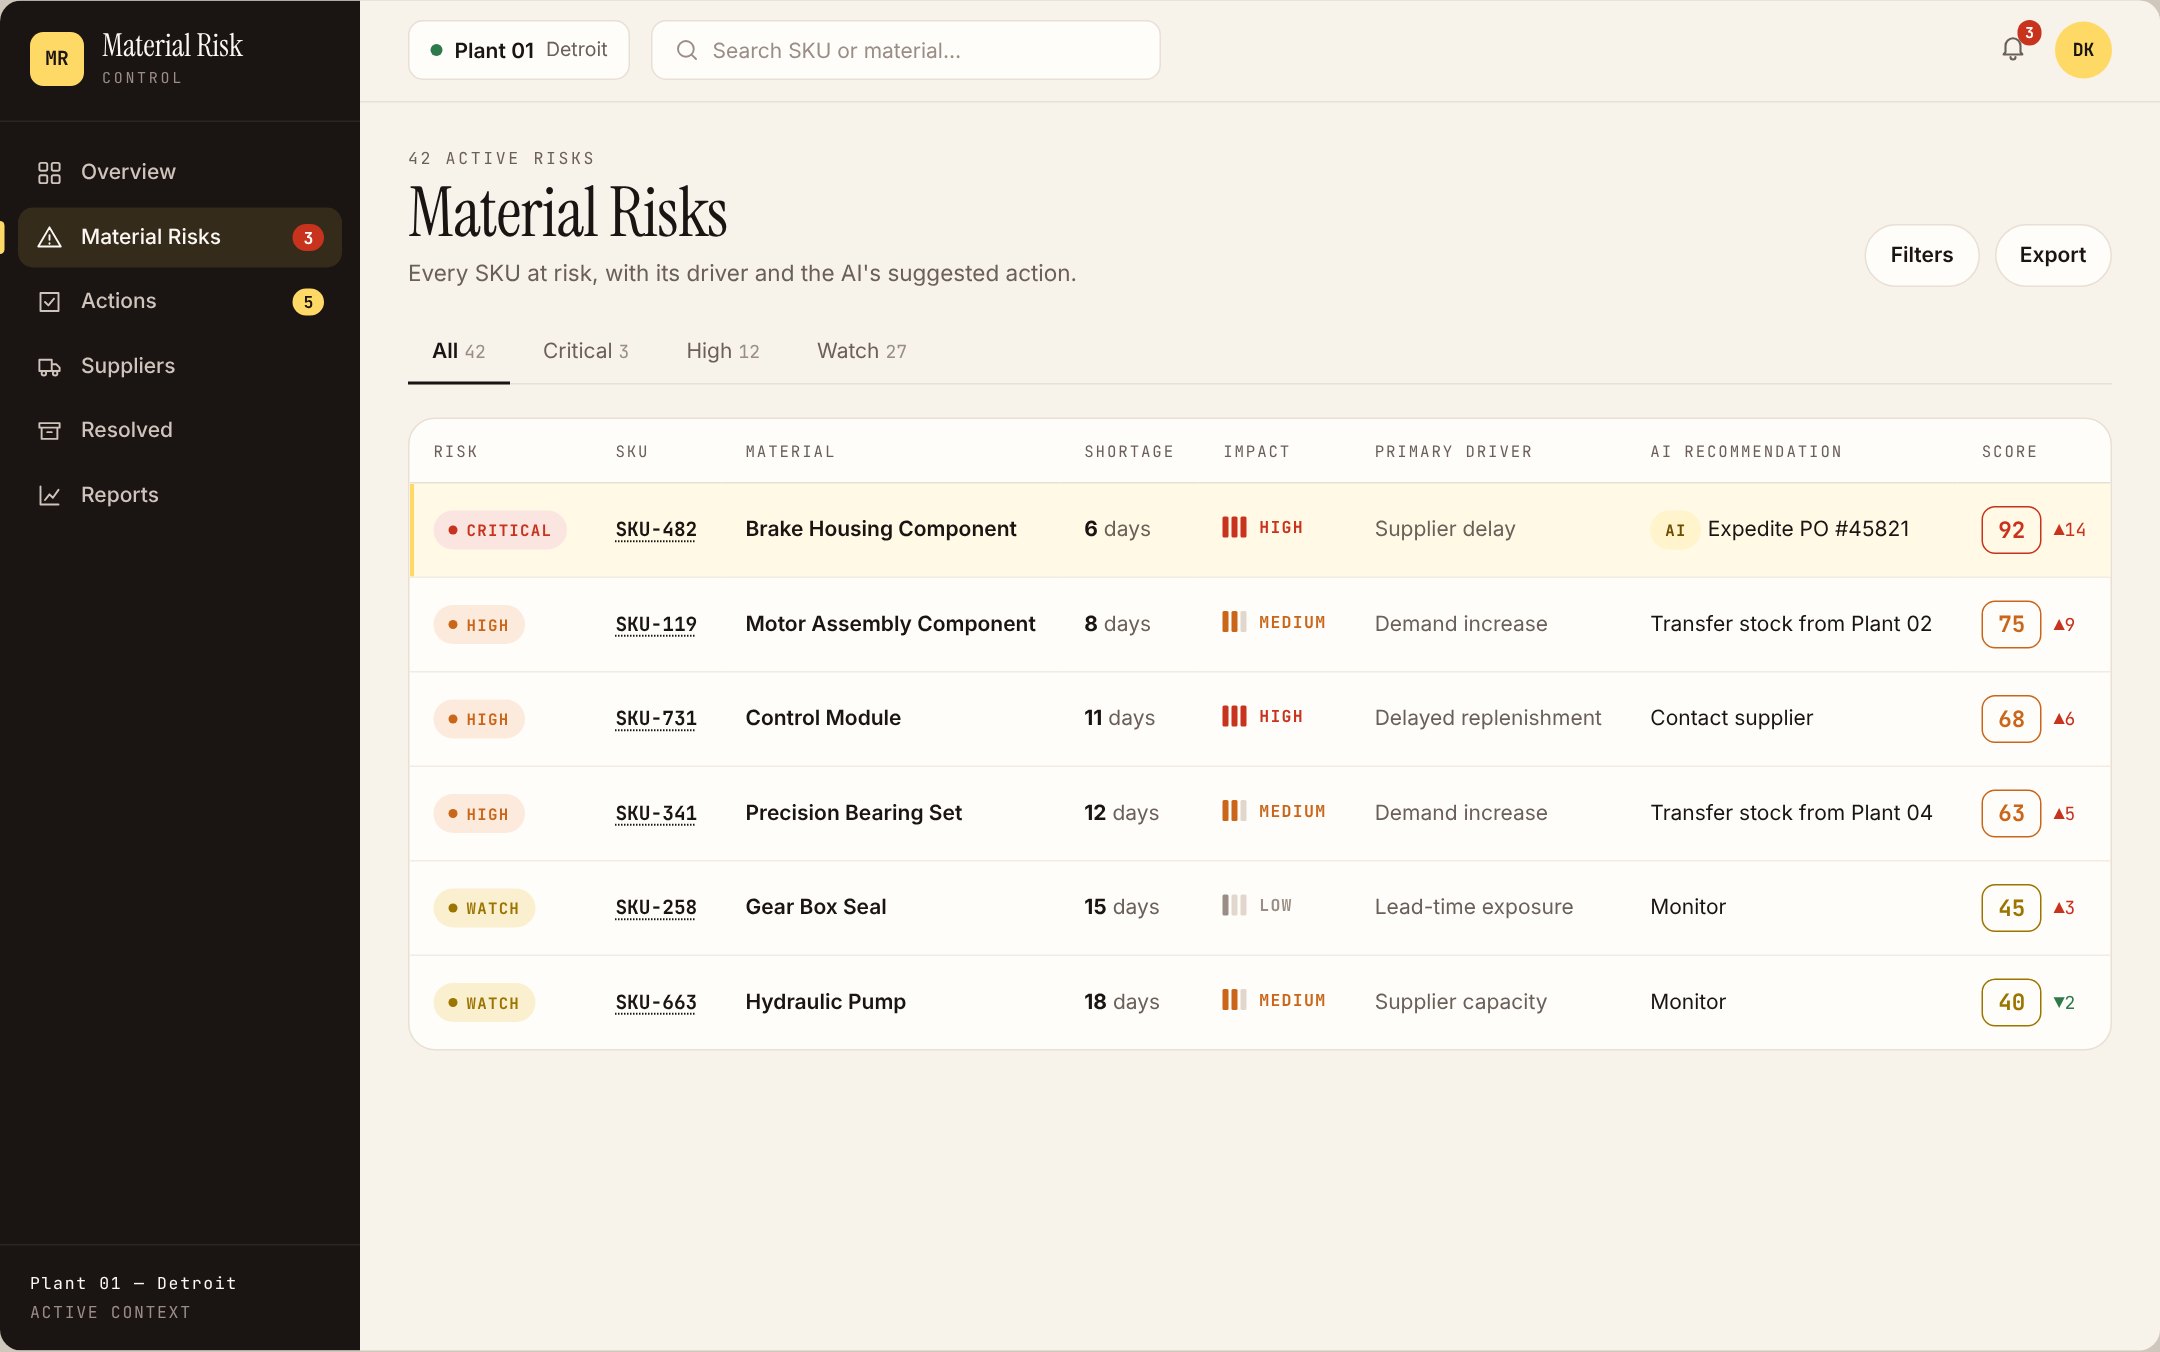 MR
Material Risk
CONTROL
Overview
Material Risks 3
Actions 5
Suppliers
Resolved
Reports
Plant 01 — Detroit
ACTIVE CONTEXT
Plant 01 Detroit
Search SKU or material...
3
DK
42 ACTIVE RISKS
Material Risks
Every SKU at risk, with its driver and the AI's suggested action.
Filters
Export
All 42 Critical 3 High 12 Watch 27
RISK SKU MATERIAL SHORTAGE IMPACT PRIMARY DRIVER AI RECOMMENDATION SCORE
CRITICAL SKU-482 Brake Housing Component 6 days HIGH Supplier delay AI Expedite PO #45821 92 ▲14
HIGH SKU-119 Motor Assembly Component 8 days MEDIUM Demand increase Transfer stock from Plant 02 75 ▲9
HIGH SKU-731 Control Module 11 days HIGH Delayed replenishment Contact supplier 68 ▲6
HIGH SKU-341 Precision Bearing Set 12 days MEDIUM Demand increase Transfer stock from Plant 04 63 ▲5
WATCH SKU-258 Gear Box Seal 15 days LOW Lead-time exposure Monitor 45 ▲3
WATCH SKU-663 Hydraulic Pump 18 days MEDIUM Supplier capacity Monitor 40 ▼2